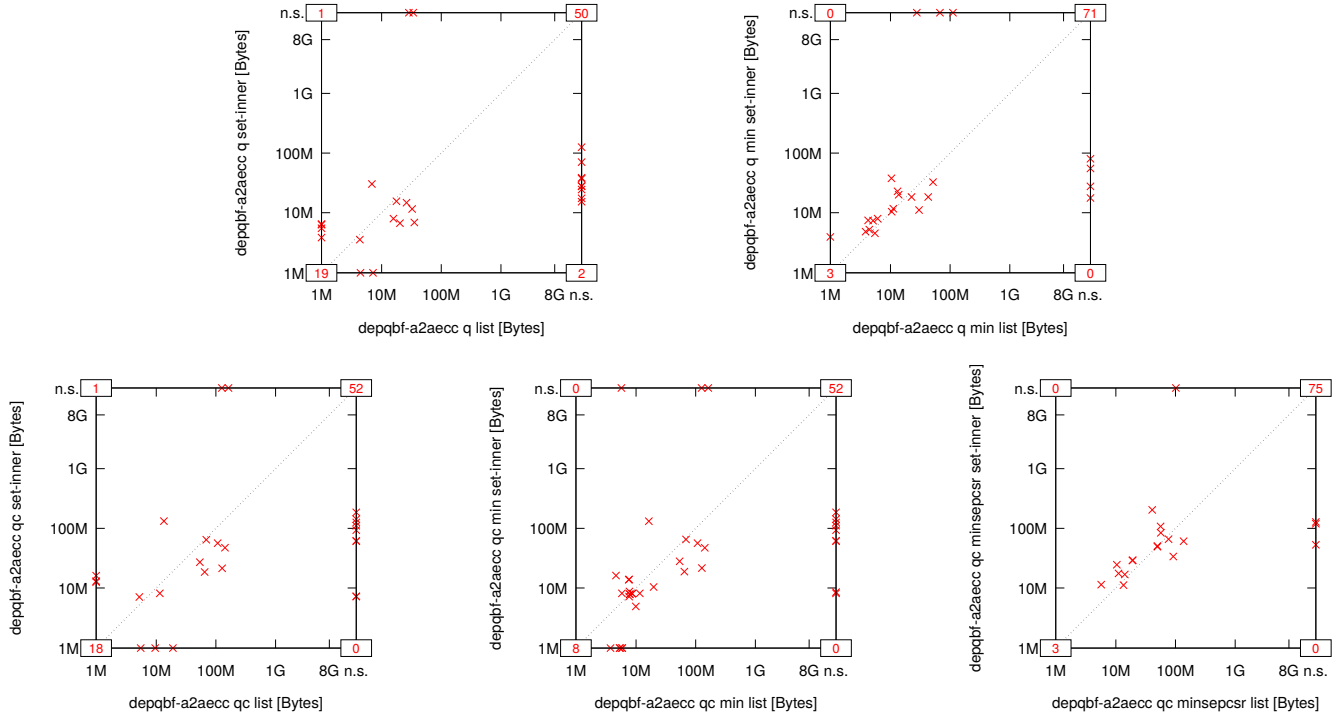 n.s.
1
50
8G
1G
100M
10M
1M
19
2
1M
10M
100M
1G
8G n.s.
depqbf-a2aecc q set-inner [Bytes]
depqbf-a2aecc q list [Bytes]
n.s.
0
71
8G
1G
100M
10M
1M
3
0
1M
10M
100M
1G
8G n.s.
depqbf-a2aecc q min set-inner [Bytes]
depqbf-a2aecc q min list [Bytes]
n.s.
1
52
8G
1G
100M
10M
1M
18
0
1M
10M
100M
1G
8G n.s.
depqbf-a2aecc qc set-inner [Bytes]
depqbf-a2aecc qc list [Bytes]
n.s.
0
52
8G
1G
100M
10M
1M
8
0
1M
10M
100M
1G
8G n.s.
depqbf-a2aecc qc min set-inner [Bytes]
depqbf-a2aecc qc min list [Bytes]
n.s.
0
75
8G
1G
100M
10M
1M
3
0
1M
10M
100M
1G
8G n.s.
depqbf-a2aecc qc minsepcsr set-inner [Bytes]
depqbf-a2aecc qc minsepcsr list [Bytes]